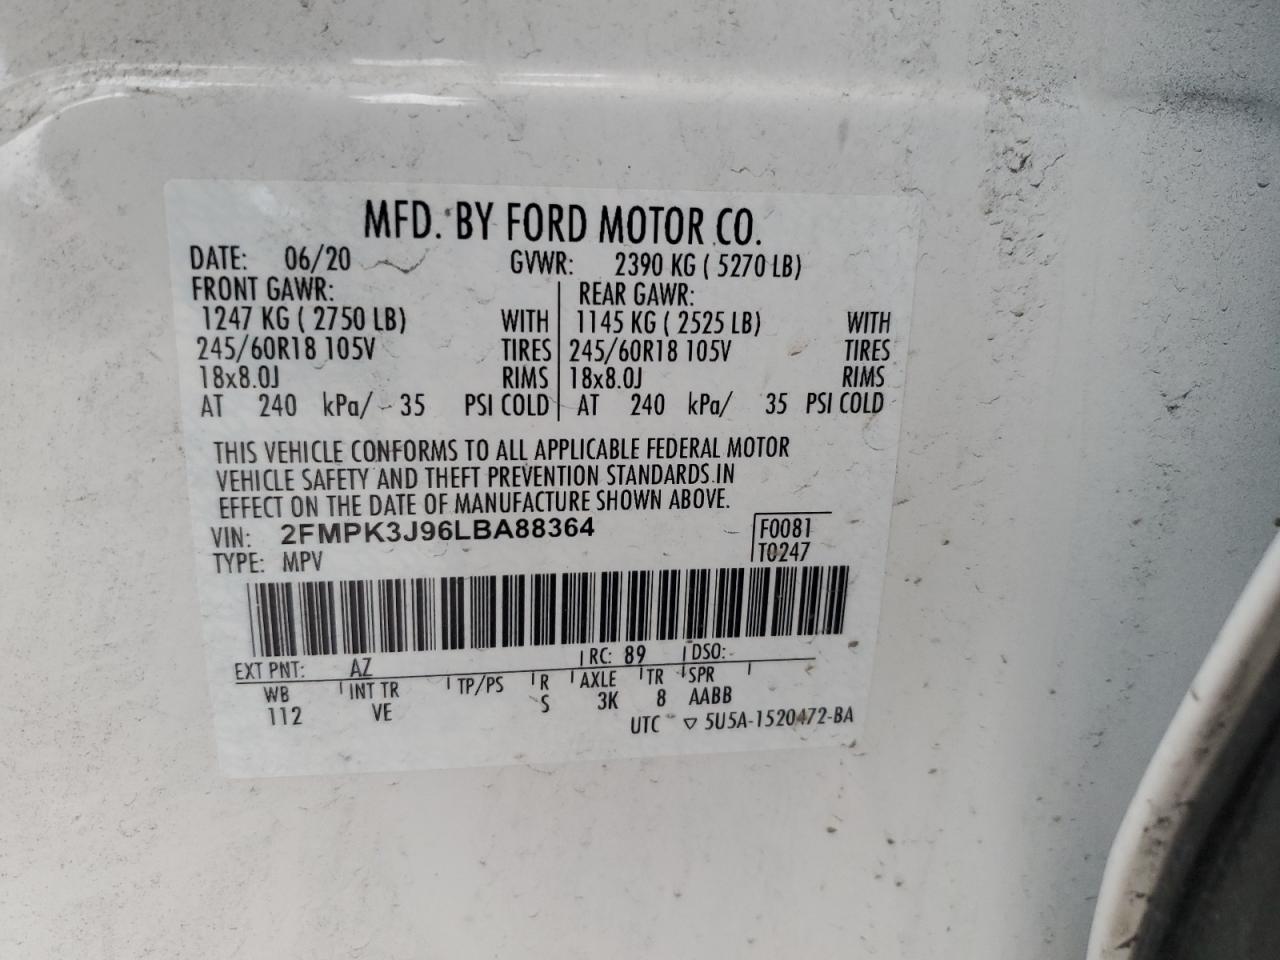 MFD. BY FORD MOTOR CO.
DATE: 06/20 GVWR: 2390 KG ( 5270 LB)
FRONT GAWR: REAR GAWR:
1247 KG ( 2750 LB) WITH 1145 KG ( 2525 LB) WITH
245/60R18 105V TIRES 245/60R18 105V TIRES
18x8.0J RIMS 18x8.0J RIMS
AT 240 kPa/ 35 PSI COLD AT 240 kPa/ 35 PSI COLD
THIS VEHICLE CONFORMS TO ALL APPLICABLE FEDERAL MOTOR
VEHICLE SAFETY AND THEFT PREVENTION STANDARDS IN
EFFECT ON THE DATE OF MANUFACTURE SHOWN ABOVE.
VIN: 2FMPK3J96LBA88364 F0081
TYPE: MPV T0247
EXT PNT: AZ RC: 89 DSO:
WB INT TR TP/PS R AXLE TR SPR
112 VE S 3K 8 AABB
UTC ▽ 5U5A-1520472-BA